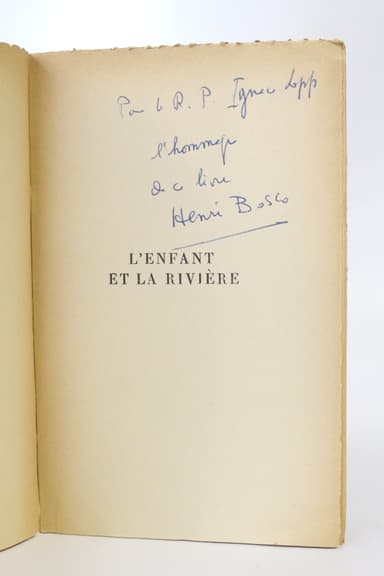 Pour le R. P. Ignace Lepp
l'hommage
de ce livre
Henri Bosco
L'ENFANT
ET LA RIVIÈRE